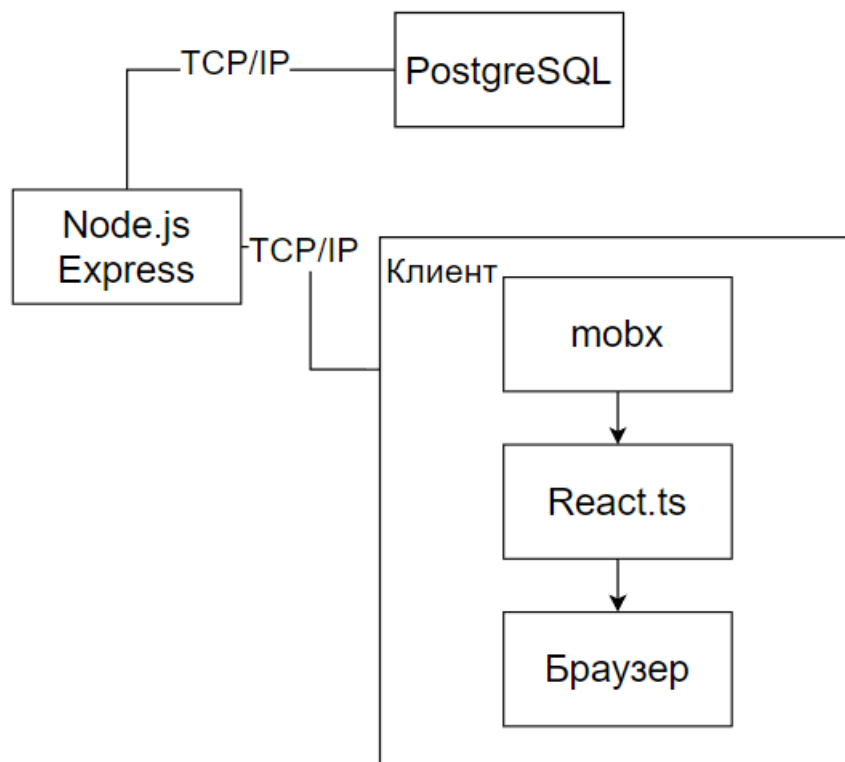 TCP/IP
PostgreSQL
Node.js
Express
TCP/IP
Клиент
mobx
React.ts
Браузер